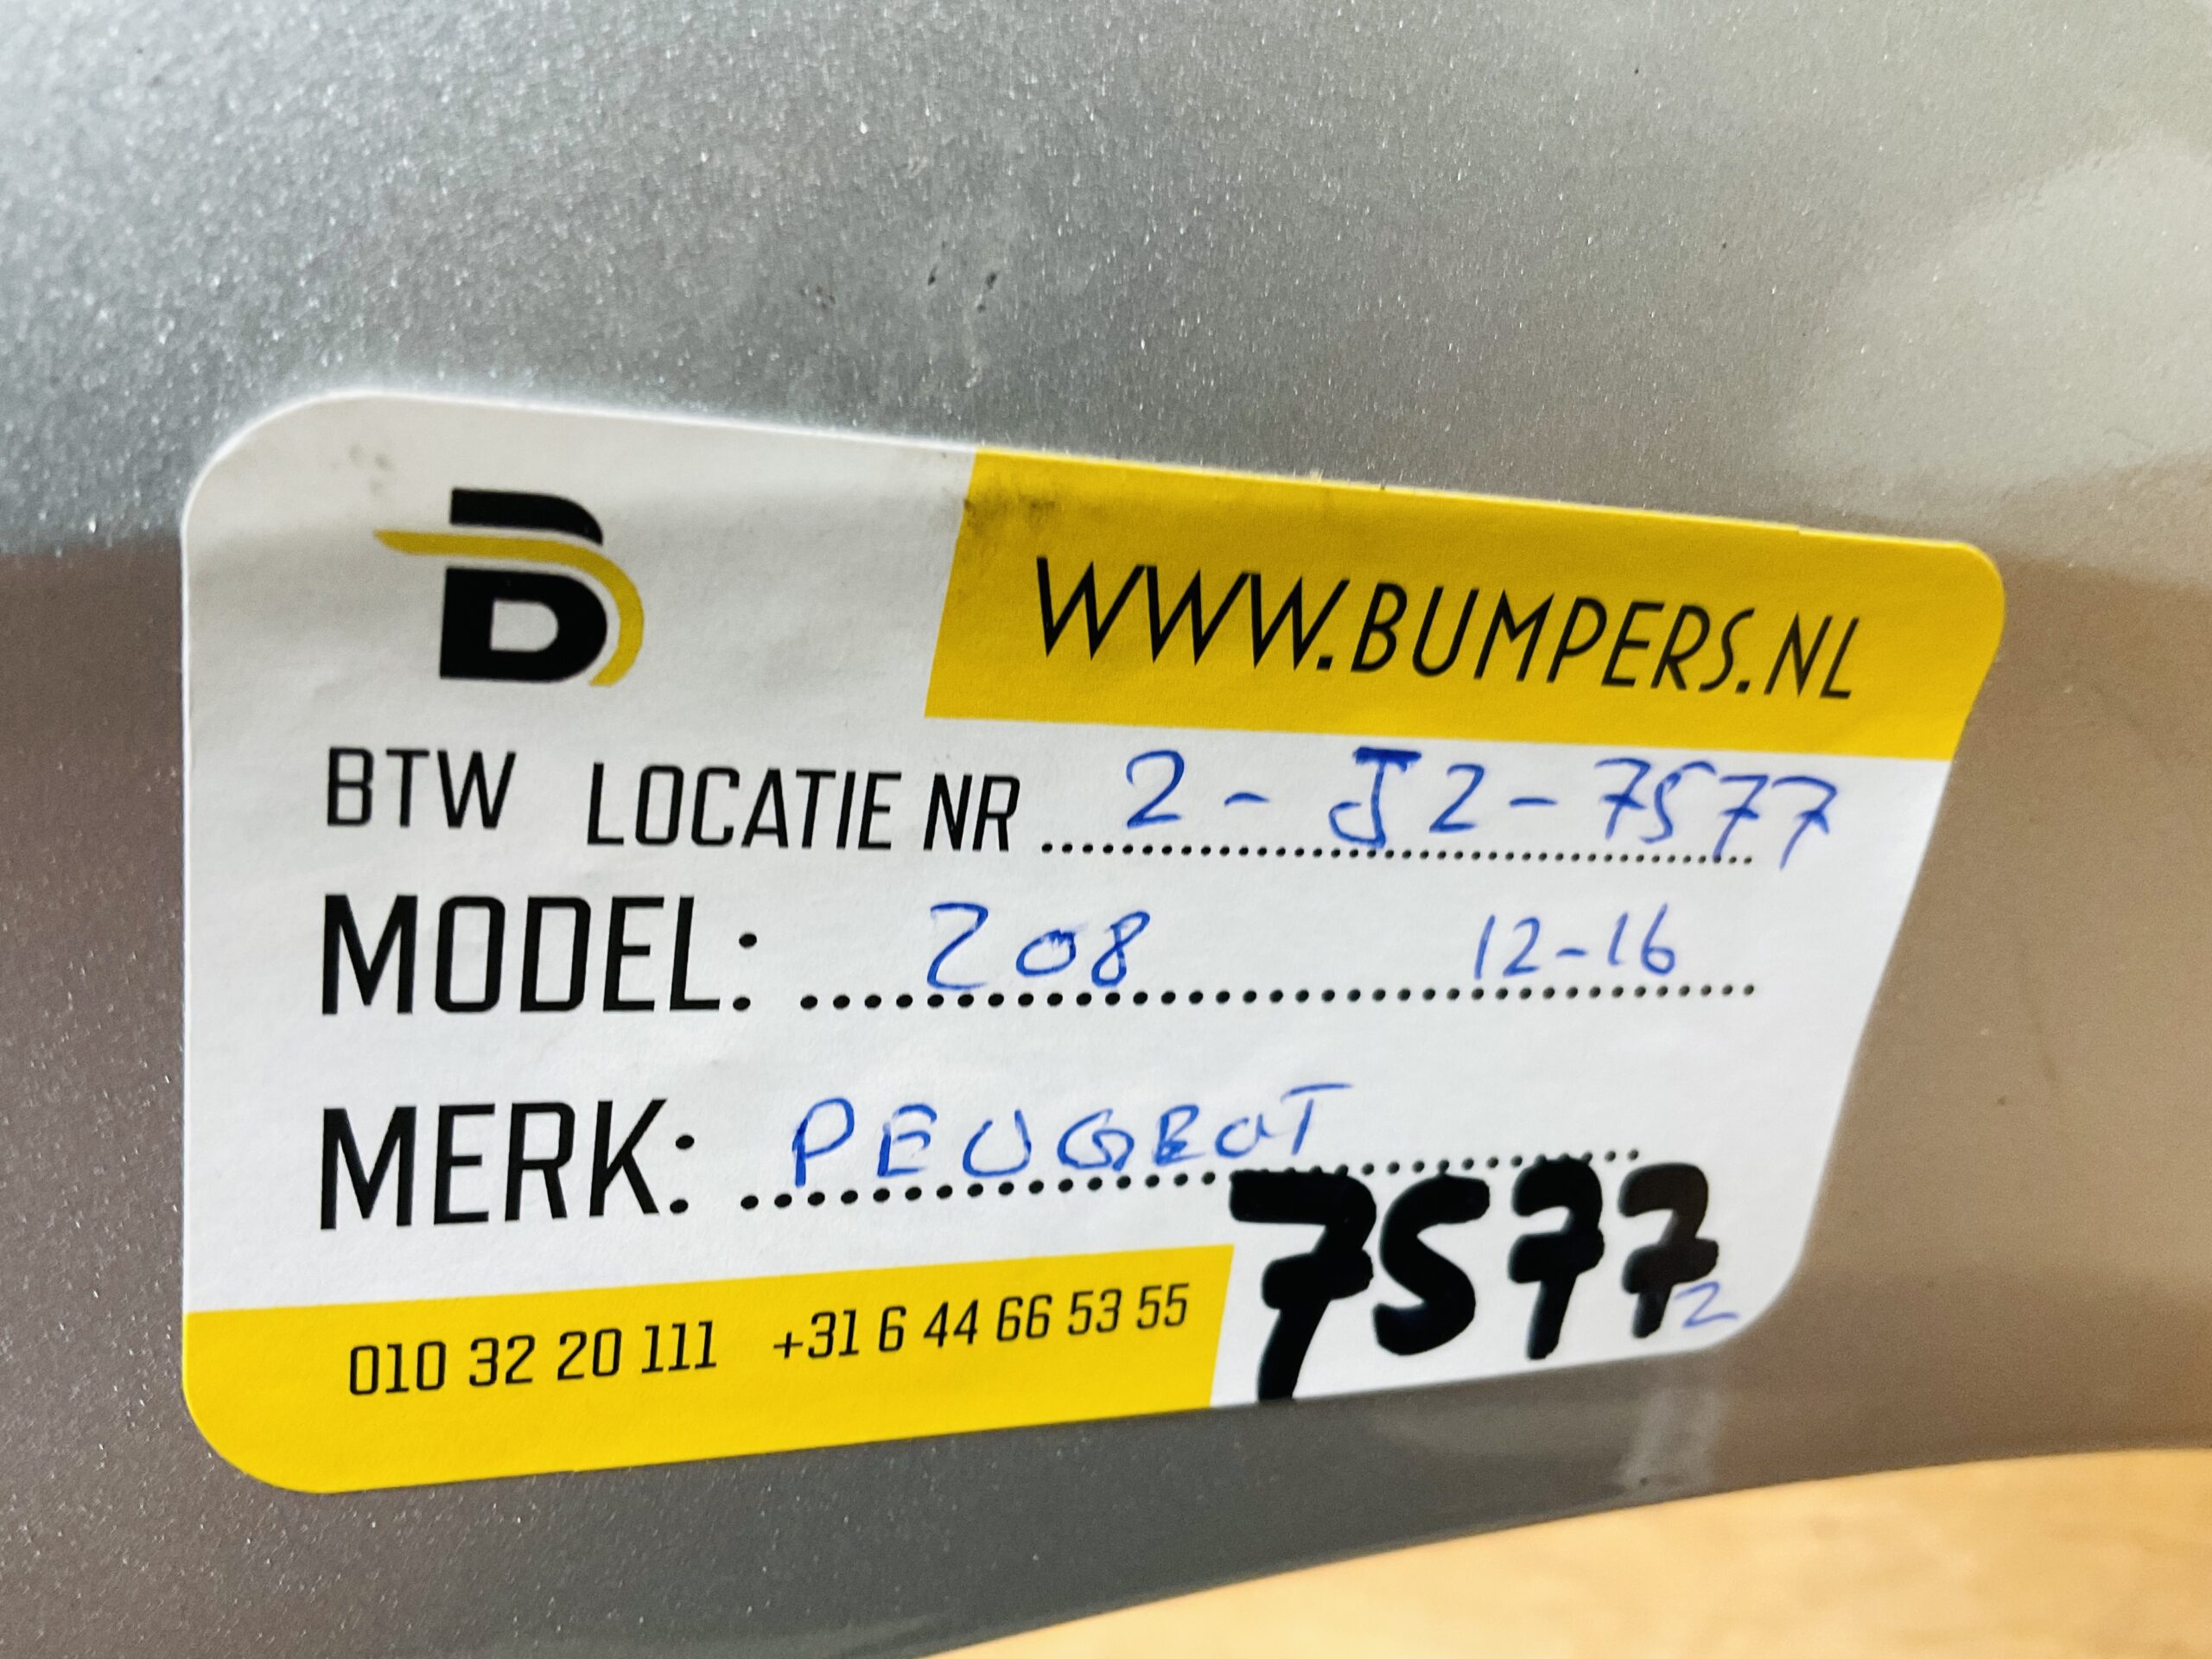 B
WWW.BUMPERS.NL
BTW LOCATIE NR 2-J2-7577
MODEL: 208 12-16
MERK: PEUGEOT
7577
2
010 32 20 111 +31 6 44 66 53 55